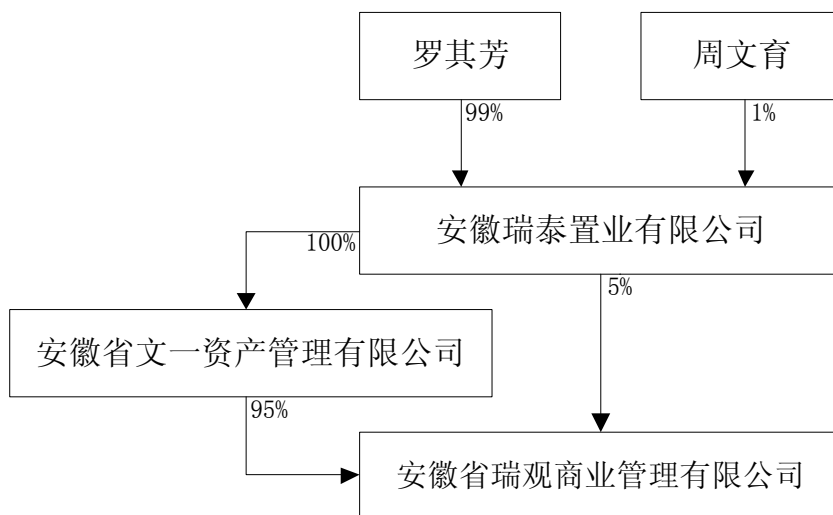 罗其芳
周文育
99%
1%
安徽瑞泰置业有限公司
100%
5%
安徽省文一资产管理有限公司
95%
安徽省瑞观商业管理有限公司